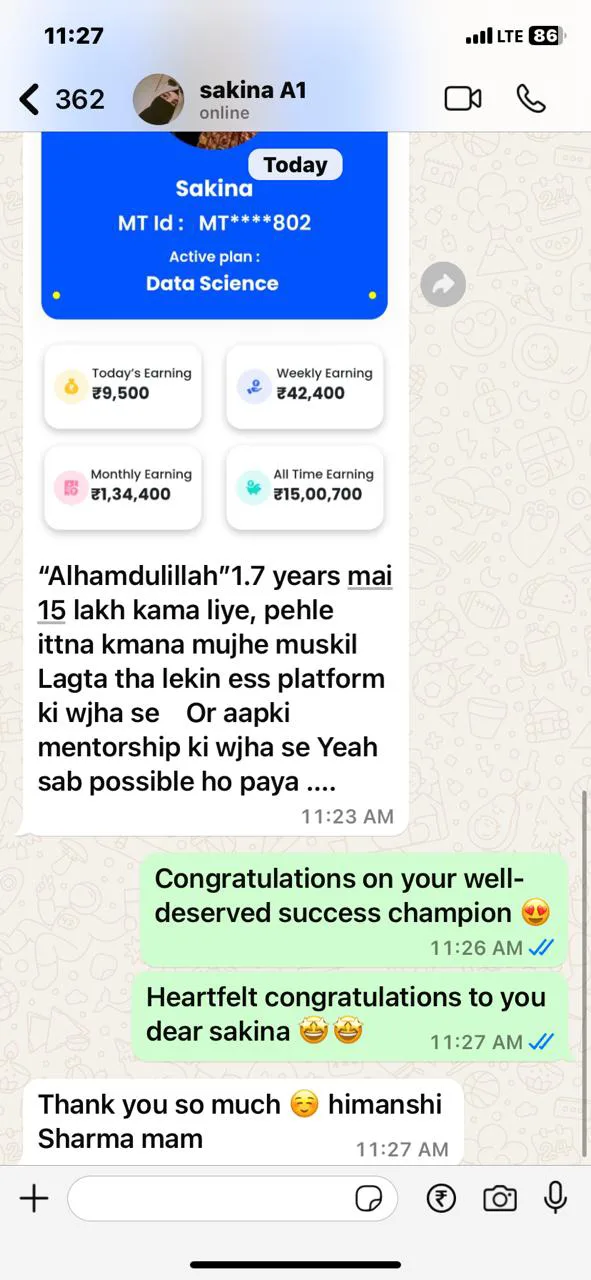 11:27
LTE 86
362
sakina A1
online
Today
Sakina
MT Id : MT****802
Active plan :
Data Science
Today's Earning
₹9,500
Weekly Earning
₹42,400
Monthly Earning
₹1,34,400
All Time Earning
₹15,00,700
“Alhamdulillah”1.7 years mai
15 lakh kama liye, pehle
ittna kmana mujhe muskil
Lagta tha lekin ess platform
ki wjha se Or aapki
mentorship ki wjha se Yeah
sab possible ho paya ....
11:23 AM
Congratulations on your well-
deserved success champion 😍
11:26 AM
Heartfelt congratulations to you
dear sakina 🤩🤩
11:27 AM
Thank you so much ☺️ himanshi
Sharma mam
11:27 AM